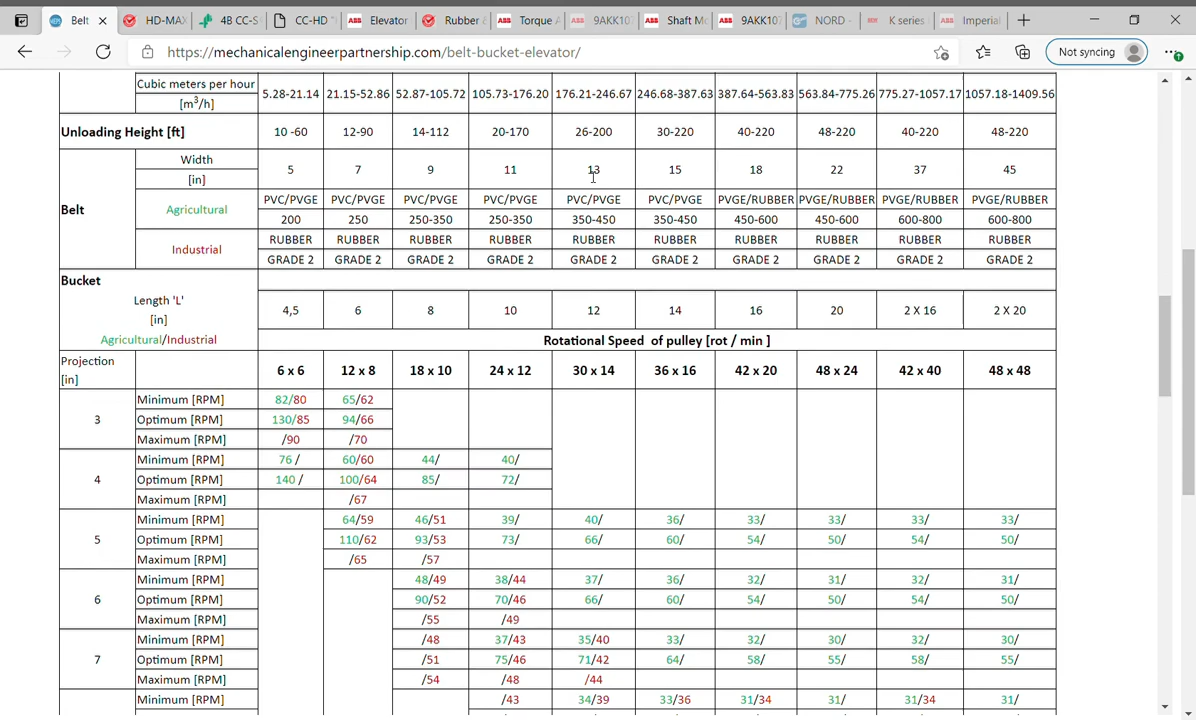 Belt HD-MAX 4B CC-S CC-HD " Elevator Rubber & Torque A 9AKK10 Shaft Mo 9AKK10 NORD - K series Imperial
https://mechanicalengineerpartnership.com/belt-bucket-elevator/ Not syncing
Cubic meters per hour
[m³/h]
5.28-21.14 21.15-52.86 52.87-105.72 105.73-176.20 176.21-246.67 246.68-387.63 387.64-563.83 563.84-775.26 775.27-1057.17 1057.18-1409.56
Unloading Height [ft] 10 -60 12-90 14-112 20-170 26-200 30-220 40-220 48-220 40-220 48-220
Width
[in]
5 7 9 11 13 15 18 22 37 45
Belt
Agricultural
PVC/PVGE PVC/PVGE PVC/PVGE PVC/PVGE PVC/PVGE PVC/PVGE PVGE/RUBBER PVGE/RUBBER PVGE/RUBBER PVGE/RUBBER
200 250 250-350 250-350 350-450 350-450 450-600 450-600 600-800 600-800
Industrial
RUBBER RUBBER RUBBER RUBBER RUBBER RUBBER RUBBER RUBBER RUBBER RUBBER
GRADE 2 GRADE 2 GRADE 2 GRADE 2 GRADE 2 GRADE 2 GRADE 2 GRADE 2 GRADE 2 GRADE 2
Bucket
Length 'L'
[in]
Agricultural/Industrial
4,5 6 8 10 12 14 16 20 2 X 16 2 X 20
Rotational Speed of pulley [rot / min ]
Projection
[in]
6 x 6 12 x 8 18 x 10 24 x 12 30 x 14 36 x 16 42 x 20 48 x 24 42 x 40 48 x 48
3
Minimum [RPM] 82/80 65/62
Optimum [RPM] 130/85 94/66
Maximum [RPM] /90 /70
4
Minimum [RPM] 76 / 60/60 44/ 40/
Optimum [RPM] 140 / 100/64 85/ 72/
Maximum [RPM] /67
5
Minimum [RPM] 64/59 46/51 39/ 40/ 36/ 33/ 33/ 33/ 33/
Optimum [RPM] 110/62 93/53 73/ 66/ 60/ 54/ 50/ 54/ 50/
Maximum [RPM] /65 /57
6
Minimum [RPM] 48/49 38/44 37/ 36/ 32/ 31/ 32/ 31/
Optimum [RPM] 90/52 70/46 66/ 60/ 54/ 50/ 54/ 50/
Maximum [RPM] /55 /49
7
Minimum [RPM] /48 37/43 35/40 33/ 32/ 30/ 32/ 30/
Optimum [RPM] /51 75/46 71/42 64/ 58/ 55/ 58/ 55/
Maximum [RPM] /54 /48 /44
Minimum [RPM] /43 34/39 33/36 31/34 31/ 31/34 31/